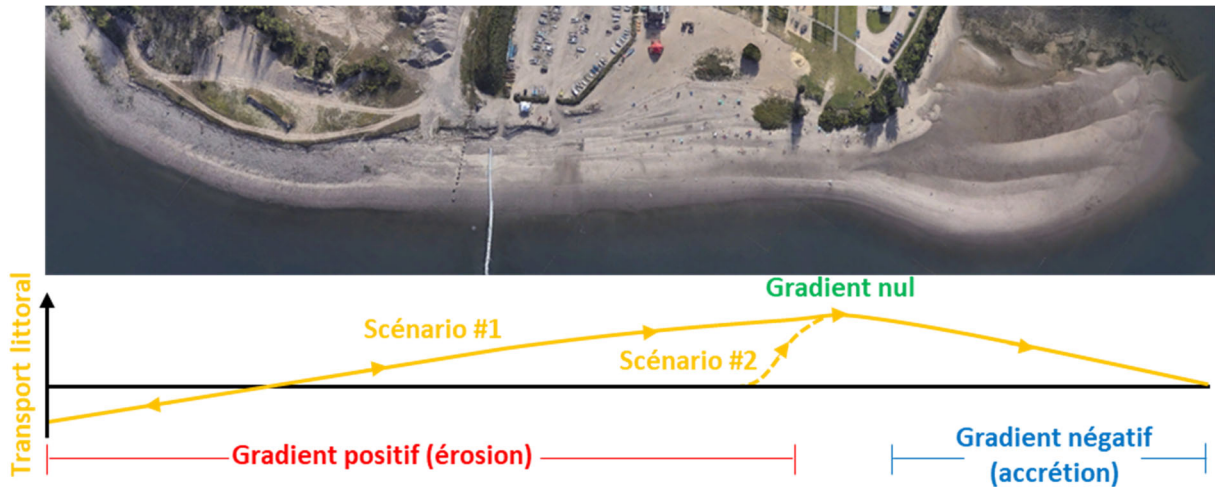 Gradient nul
Transport littoral
Scénario #1
Scénario #2
Gradient positif (érosion)
Gradient négatif
(accrétion)